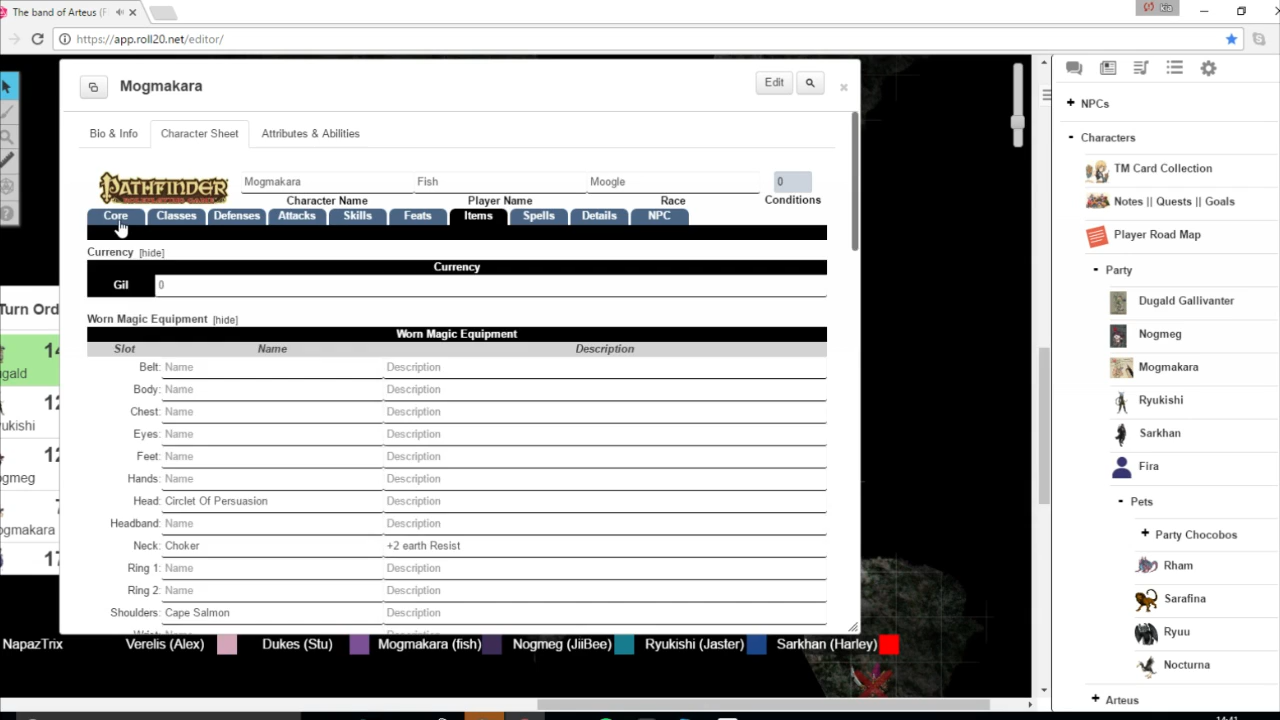 The band of Arteus (F
https://app.roll20.net/editor/
Mogmakara
Edit
Bio & Info
Character Sheet
Attributes & Abilities
PATHFINDER
Mogmakara
Fish
Moogle
0
Character Name
Player Name
Race
Conditions
Core
Classes
Defenses
Attacks
Skills
Feats
Items
Spells
Details
NPC
Currency [hide]
Currency
Gil 0
Worn Magic Equipment [hide]
Worn Magic Equipment
Slot Name Description
Belt: Name Description
Body: Name Description
Chest: Name Description
Eyes: Name Description
Feet: Name Description
Hands: Name Description
Head: Circlet Of Persuasion Description
Headband: Name Description
Neck: Choker +2 earth Resist
Ring 1: Name Description
Ring 2: Name Description
Shoulders: Cape Salmon Description
Turn Ord
14
gald
12
ukishi
12
ogmeg
ogmakara
17
NapazTrix
Verelis (Alex)
Dukes (Stu)
Mogmakara (fish)
Nogmeg (JiiBee)
Ryukishi (Jaster)
Sarkhan (Harley)
+ NPCs
- Characters
TM Card Collection
Notes || Quests || Goals
Player Road Map
- Party
Dugald Gallivanter
Nogmeg
Mogmakara
Ryukishi
Sarkhan
Fira
- Pets
+ Party Chocobos
Rham
Sarafina
Ryuu
Nocturna
+ Arteus
14:41